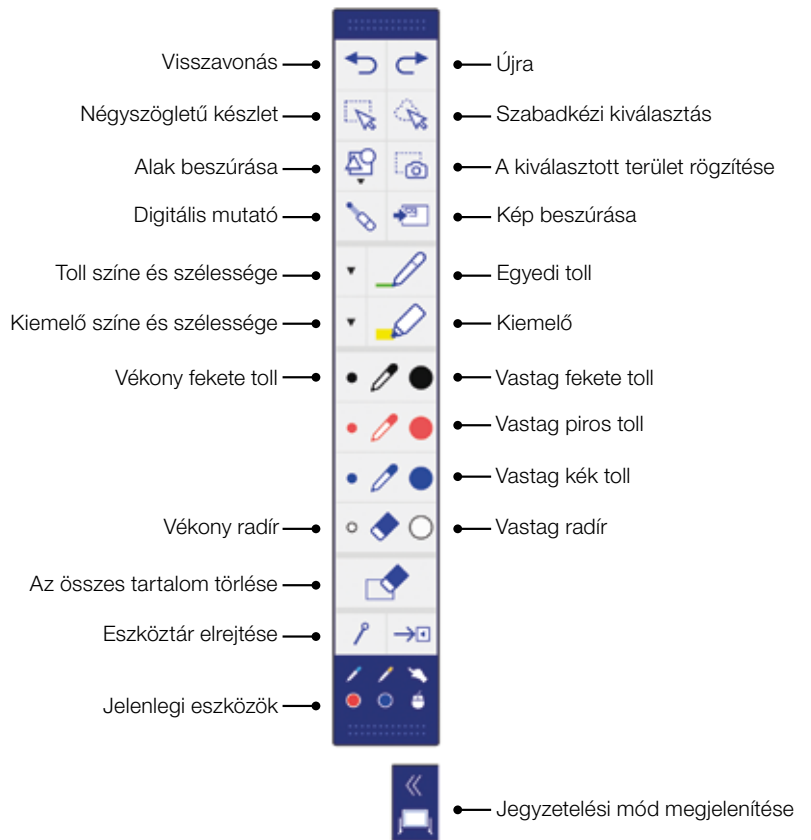 Visszavonás
Újra
Négyszögletű készlet
Szabadkézi kiválasztás
Alak beszúrása
A kiválasztott terület rögzítése
Digitális mutató
Kép beszúrása
Toll színe és szélessége
Egyedi toll
Kiemelő színe és szélessége
Kiemelő
Vékony fekete toll
Vastag fekete toll
Vastag piros toll
Vastag kék toll
Vékony radír
Vastag radír
Az összes tartalom törlése
Eszköztár elrejtése
Jelenlegi eszközök
Jegyzetelési mód megjelenítése